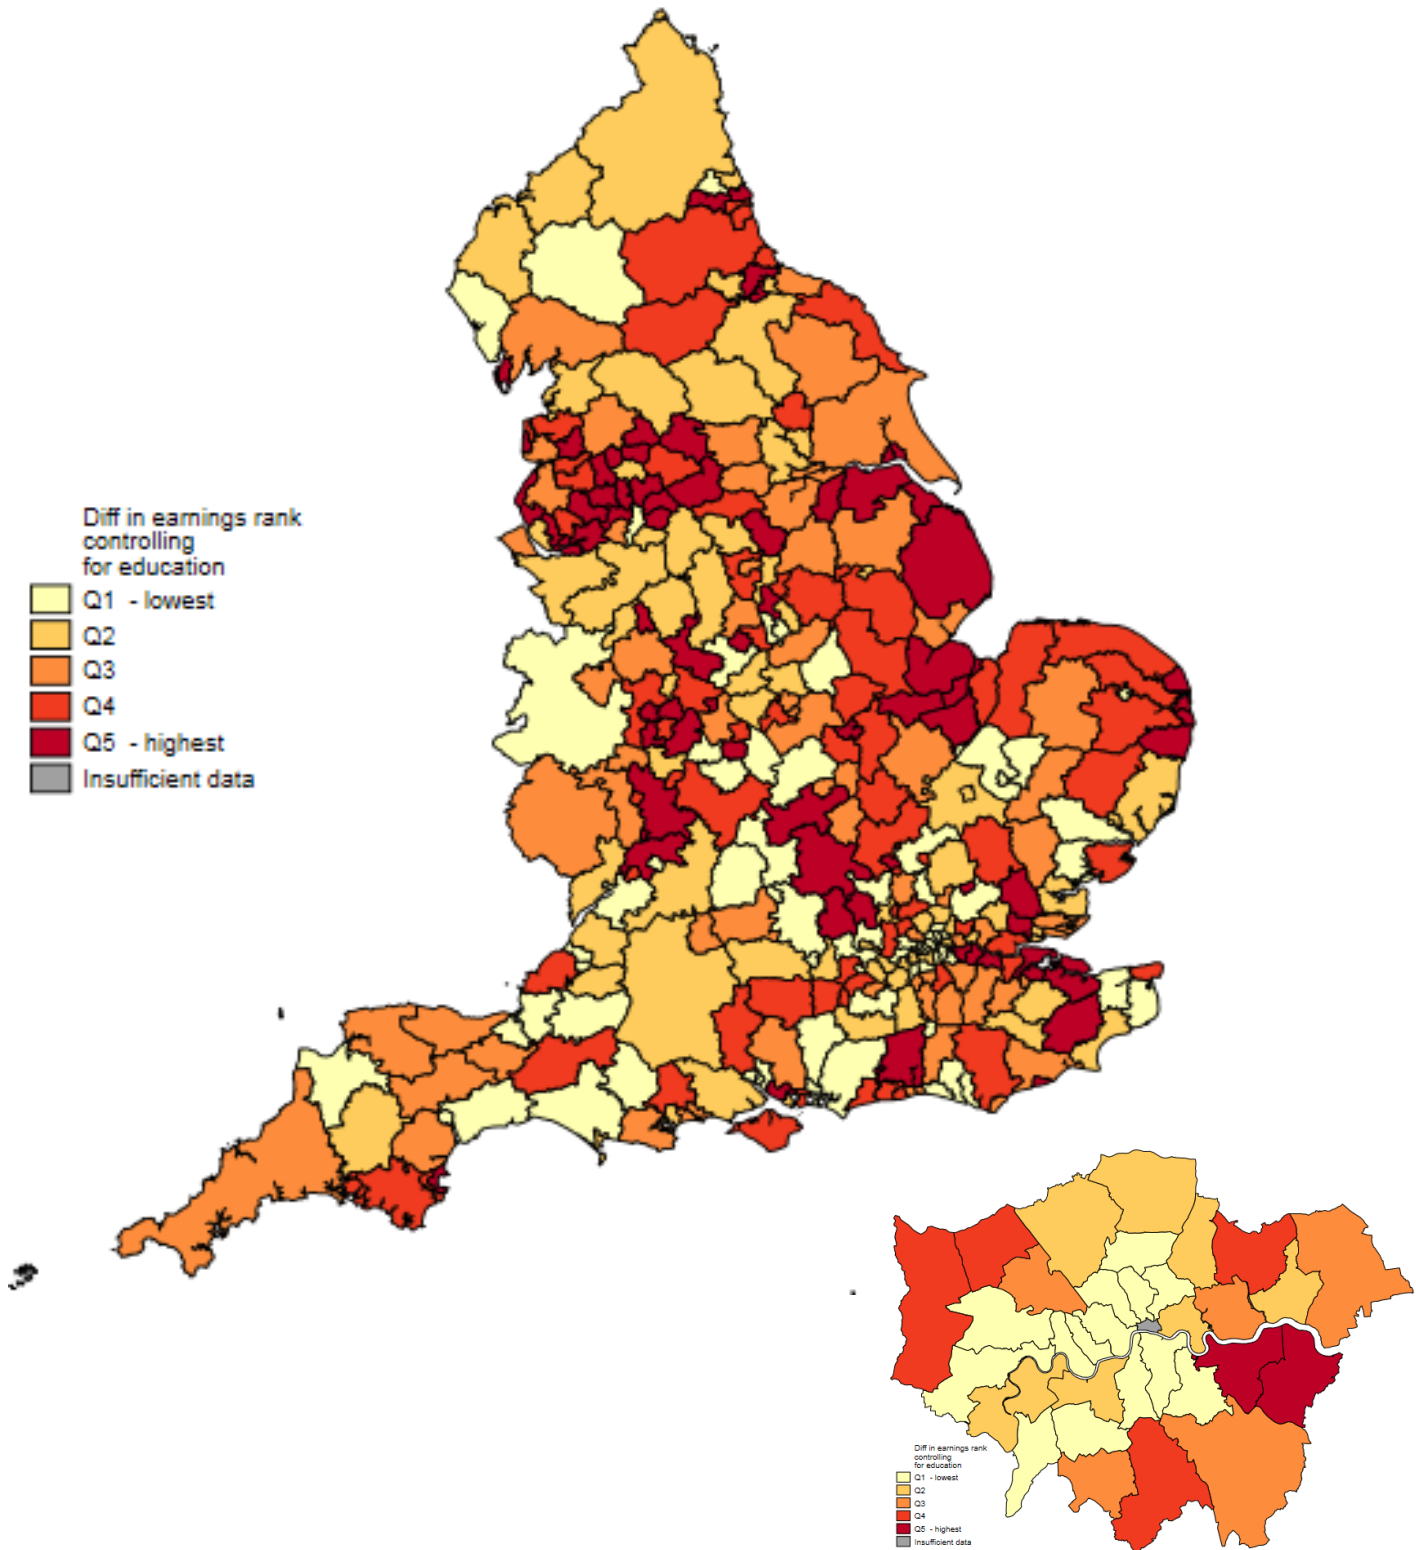 Diff in earnings rank
controlling
for education
Q1 - lowest
Q2
Q3
Q4
Q5 - highest
Insufficient data
Diff in earnings rank
controlling
for education
Q1 - lowest
Q2
Q3
Q4
Q5 - highest
Insufficient data